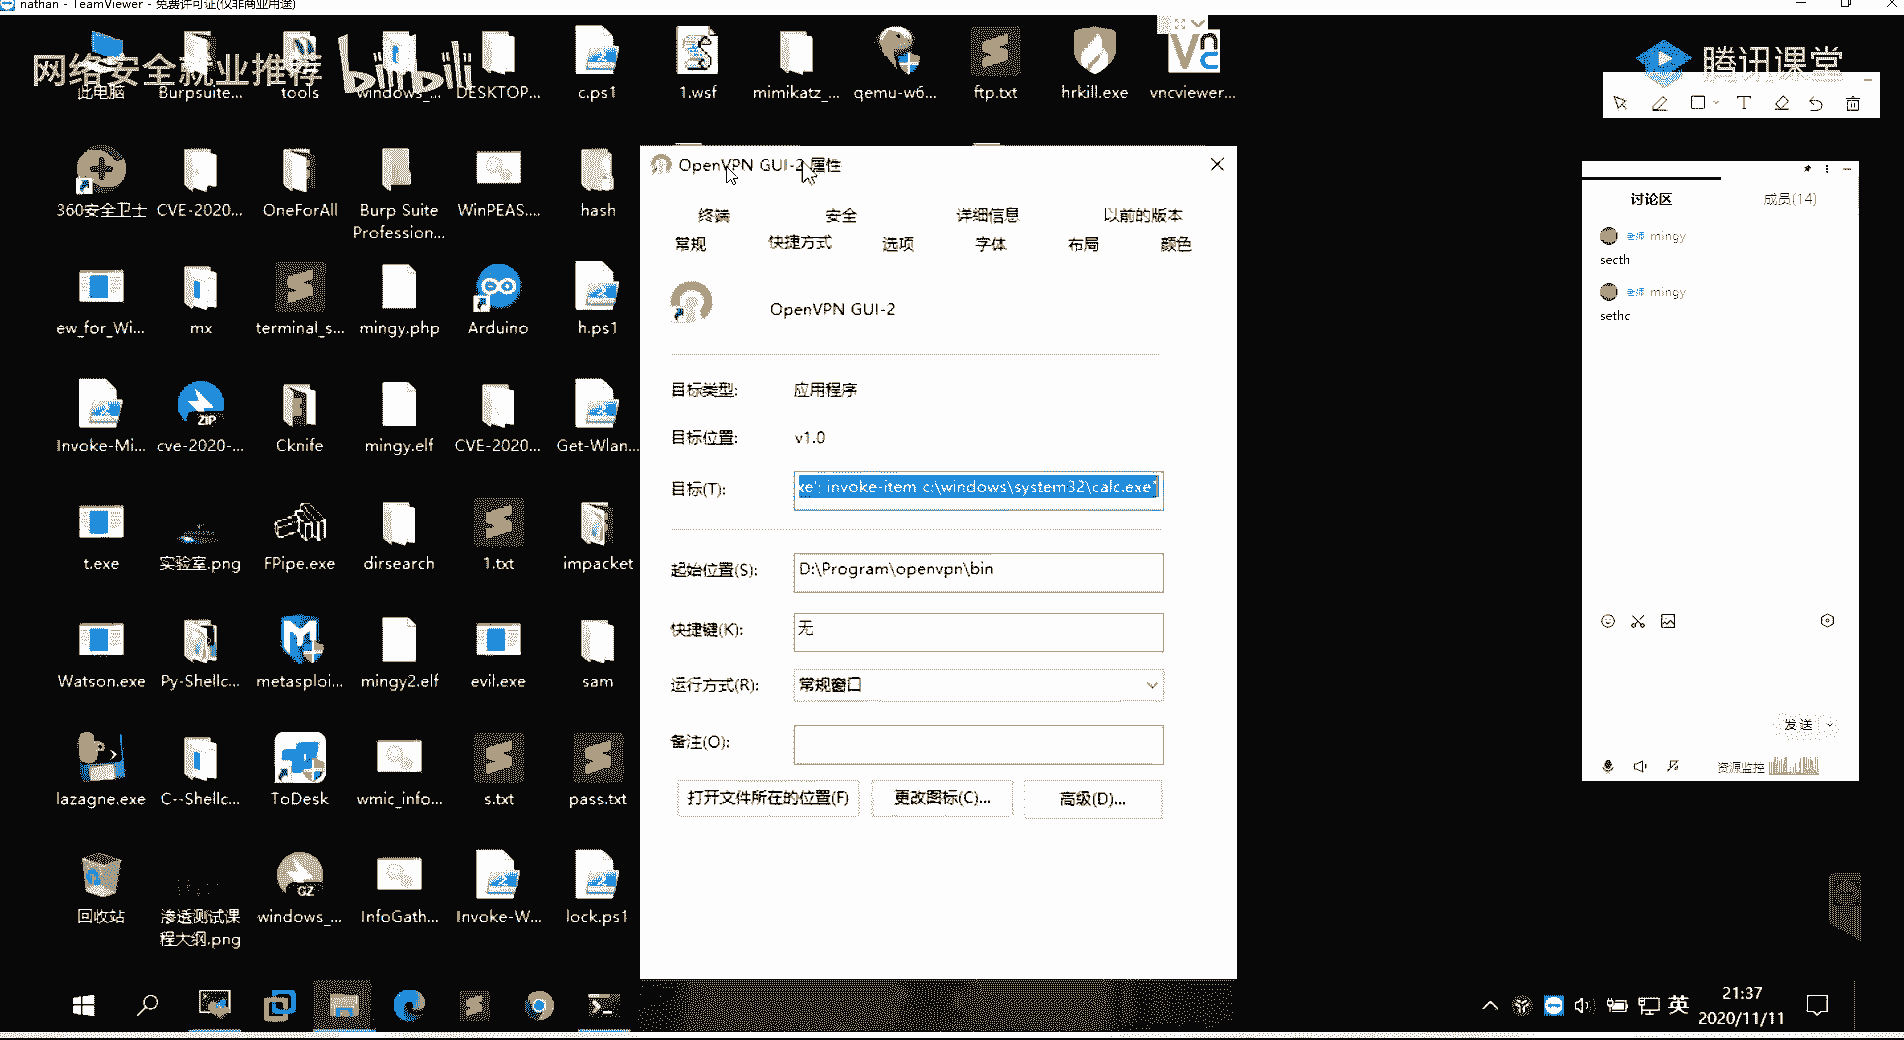 nathan - TeamViewer - 免费许可证(仅非商业用途)
网络安全就业推荐
bilibili
腾讯课堂
此电脑
Burpsuite...
tools
windows_...
DESKTOP...
c.ps1
1.wsf
mimikatz_...
qemu-w6...
ftp.txt
hrkill.exe
vncviewer...
360安全卫士
CVE-2020...
OneForAll
Burp Suite
Profession...
WinPEAS....
hash
ew_for_Wi...
mx
terminal_s...
mingy.php
Arduino
h.ps1
Invoke-Mi...
cve-2020-...
ZIP
Cknife
mingy.elf
CVE-2020...
Get-Wlan...
t.exe
实验室.png
FPipe.exe
dirsearch
1.txt
impacket
Watson.exe
Py-Shellc...
metasploi...
mingy2.elf
evil.exe
sam
lazagne.exe
C--Shellc...
ToDesk
wmic_info...
s.txt
pass.txt
回收站
渗透测试课
程大纲.png
GZ
windows_...
InfoGath...
Invoke-W...
lock.ps1
OpenVPN GUI-2 属性
终端
安全
详细信息
以前的版本
常规
快捷方式
选项
字体
布局
颜色
OpenVPN GUI-2
目标类型:
应用程序
目标位置:
v1.0
目标(T):
xe'; invoke-item c:\windows\system32\calc.exe"
起始位置(S):
D:\Program\openvpn\bin
快捷键(K):
无
运行方式(R):
常规窗口
备注(O):
打开文件所在的位置(F)
更改图标(C)...
高级(D)...
讨论区
成员(14)
老师 mingy
secth
老师 mingy
sethc
发送
资源监控
英
21:37
2020/11/11